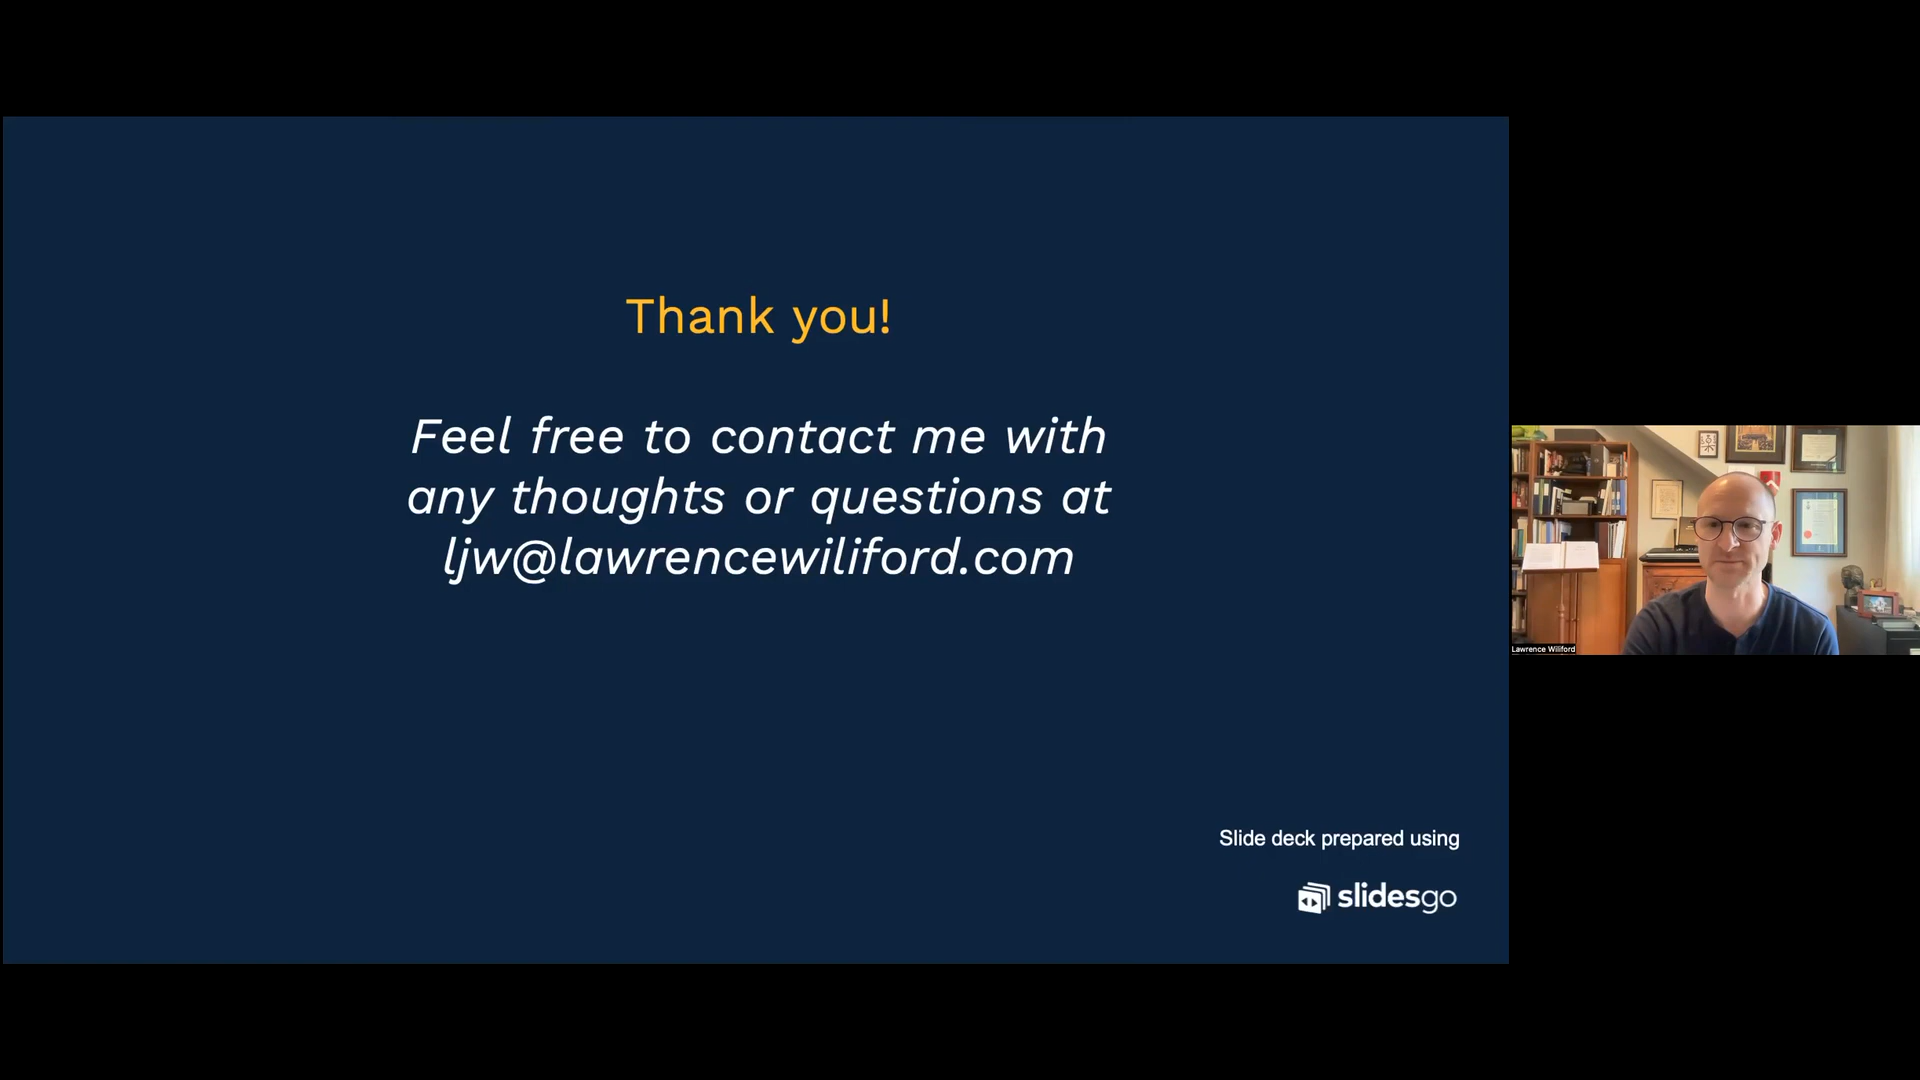 Thank you!
Feel free to contact me with
any thoughts or questions at
ljw@lawrencewiliford.com
Slide deck prepared using
slidesgo
Lawrence Wiliford